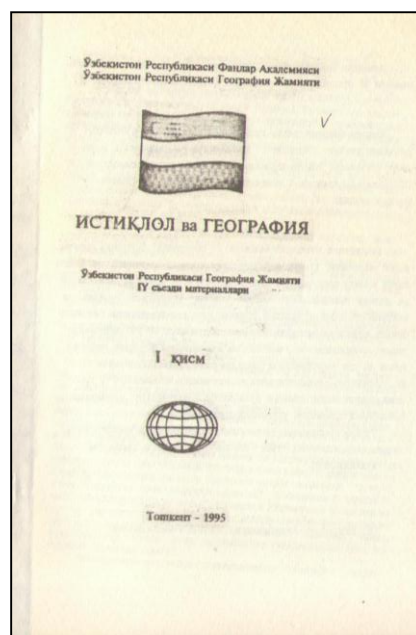 Ўзбекистон Республикаси Фанлар Академияси
Ўзбекистон Республикаси География Жамияти
ИСТИҚЛОЛ ва ГЕОГРАФИЯ
Ўзбекистон Республикаси География Жамияти
IY съезди материаллари
I қисм
Тошкент - 1995